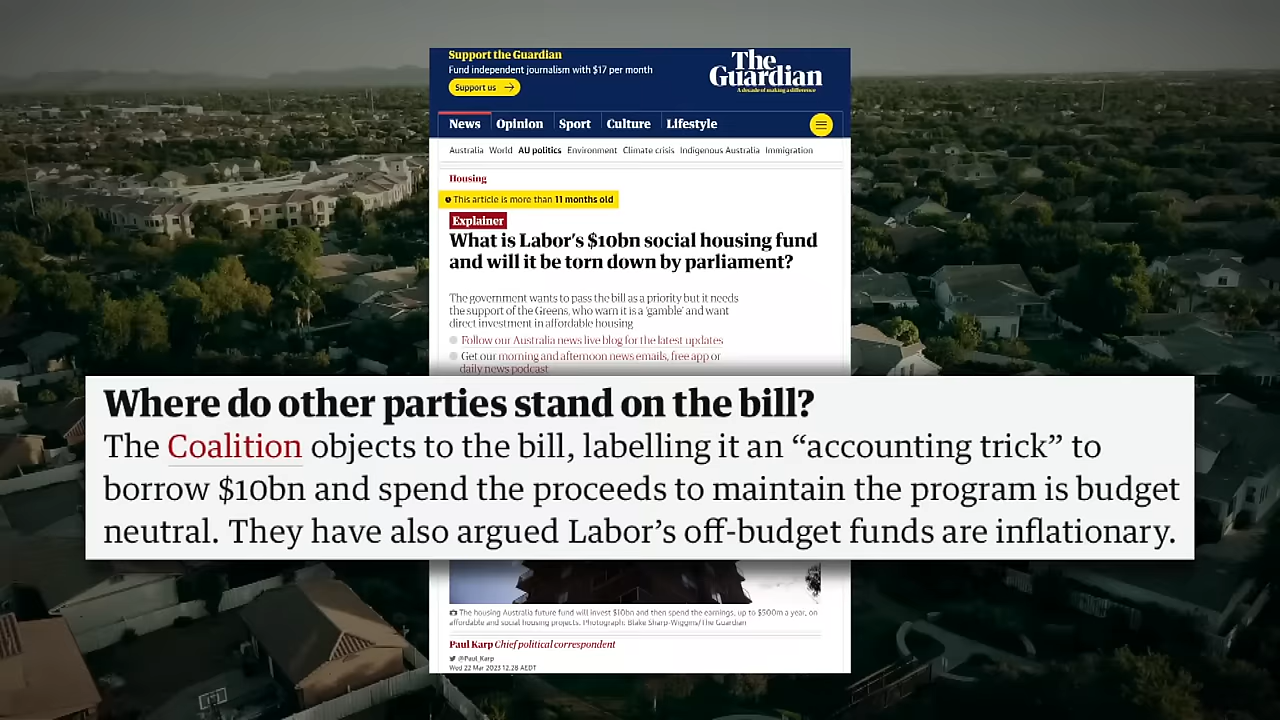 Support the Guardian
Fund independent journalism with $17 per month
Support us
The
Guardian
A decade of making a difference
News Opinion Sport Culture Lifestyle
Australia World AU politics Environment Climate crisis Indigenous Australia Immigration
Housing
This article is more than 11 months old
Explainer
What is Labor’s $10bn social housing fund
and will it be torn down by parliament?
The government wants to pass the bill as a priority but it needs
the support of the Greens, who warn it is a ‘gamble’ and want
direct investment in affordable housing
Follow our Australia news live blog for the latest updates
Get our morning and afternoon news emails, free app or
daily news podcast
Where do other parties stand on the bill?
The Coalition objects to the bill, labelling it an “accounting trick” to
borrow $10bn and spend the proceeds to maintain the program is budget
neutral. They have also argued Labor’s off-budget funds are inflationary.
The housing Australia future fund will invest $10bn and then spend the earnings, up to $500m a year, on
affordable and social housing projects. Photograph: Blake Sharp-Wiggins/The Guardian
Paul Karp Chief political correspondent
@Paul_Karp
Wed 22 Mar 2023 12.28 AEDT